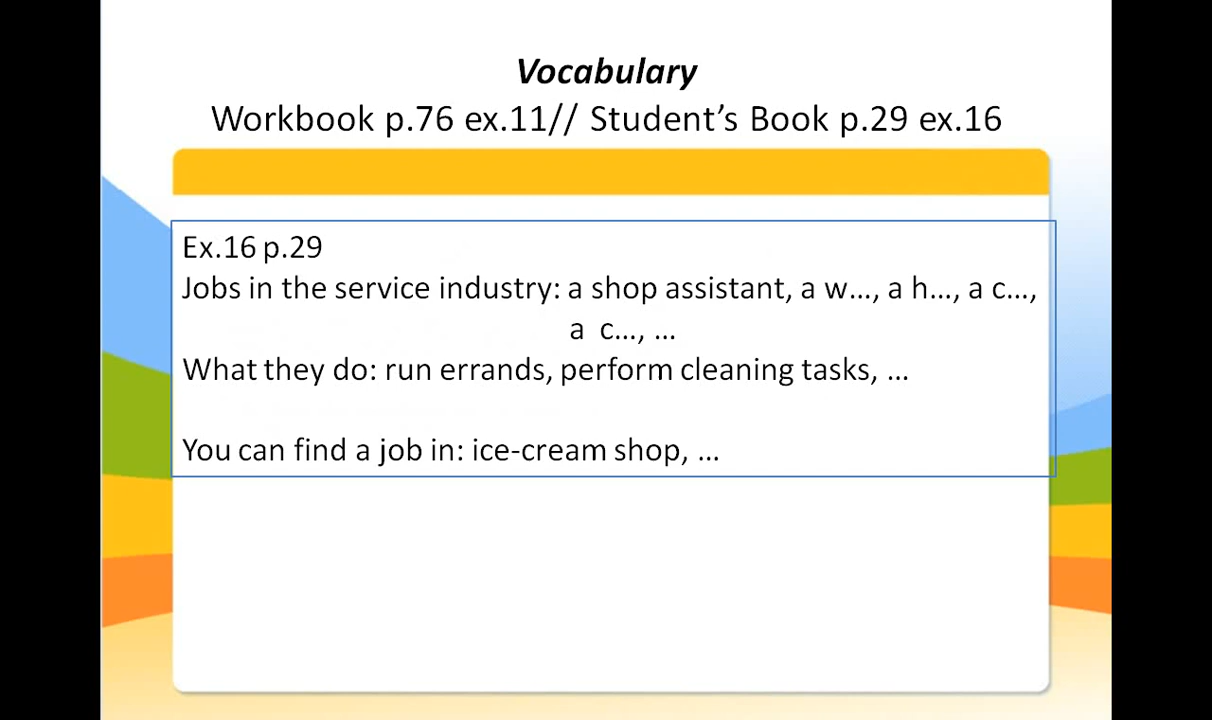 Vocabulary
Workbook p.76 ex.11// Student’s Book p.29 ex.16
Ex.16 p.29
Jobs in the service industry: a shop assistant, a w…, a h…, a c…,
a c…, …
What they do: run errands, perform cleaning tasks, …
You can find a job in: ice-cream shop, …